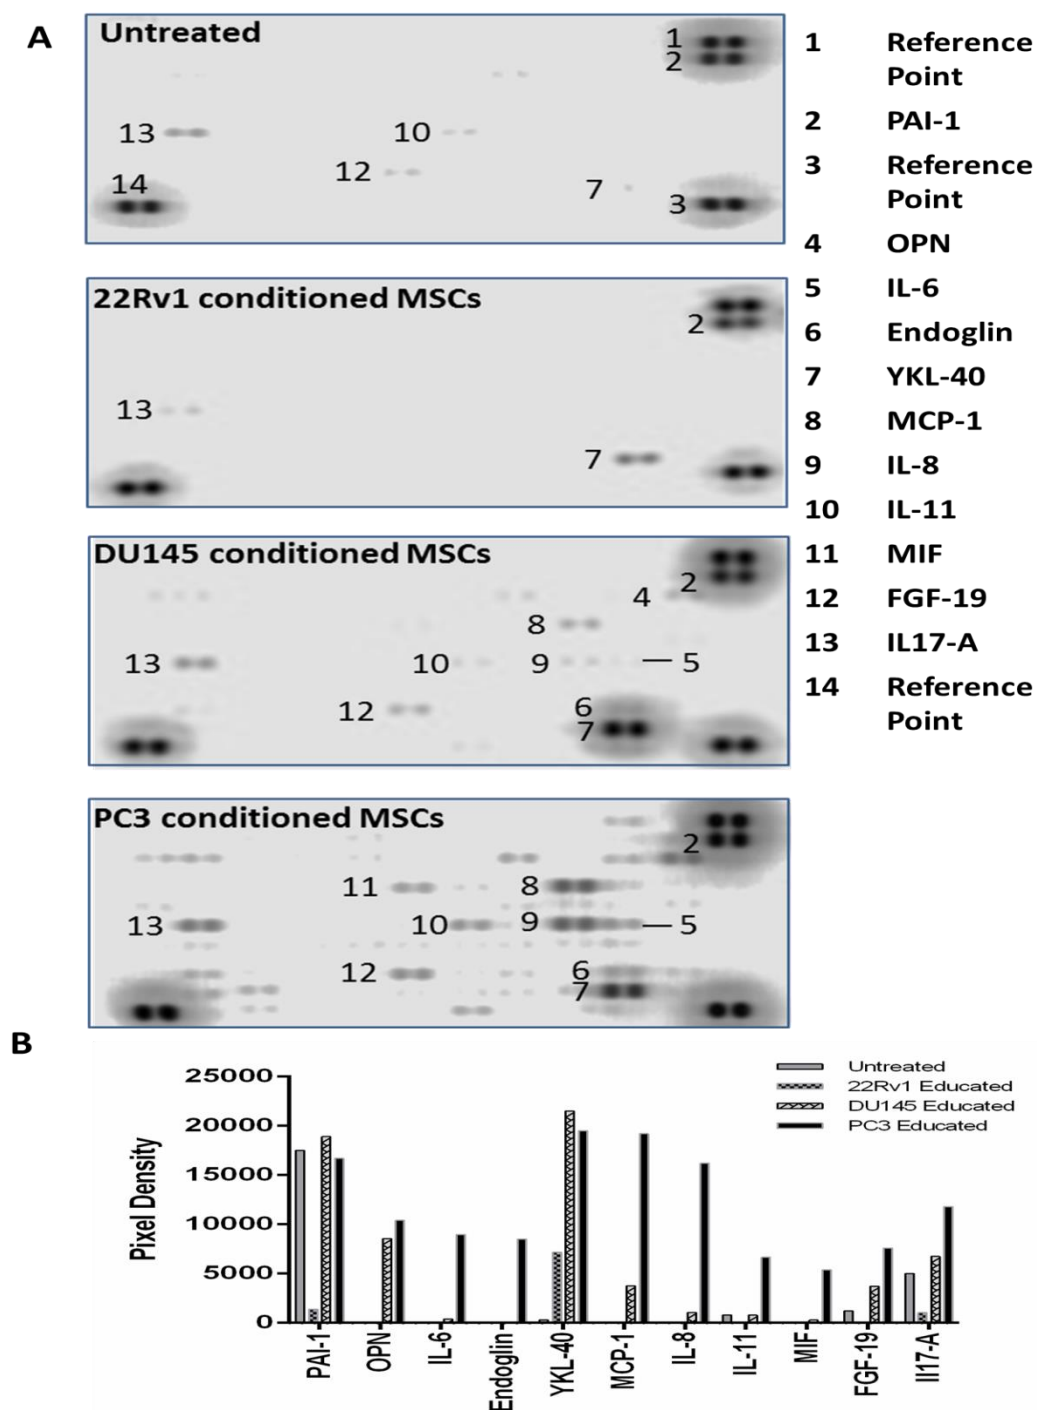 A
Untreated
1
2
13
10
12
14
7
3
22Rv1 conditioned MSCs
2
13
7
DU145 conditioned MSCs
2
4
8
13
10
9
5
12
6
7
PC3 conditioned MSCs
2
11
8
13
10
9
5
12
6
7
1 Reference
Point
2 PAI-1
3 Reference
Point
4 OPN
5 IL-6
6 Endoglin
7 YKL-40
8 MCP-1
9 IL-8
10 IL-11
11 MIF
12 FGF-19
13 IL17-A
14 Reference
Point
B
Untreated
22Rv1 Educated
DU145 Educated
PC3 Educated
Pixel Density
25000
20000
15000
10000
5000
0
PAI-1
OPN
IL-6
Endoglin
YKL-40
MCP-1
IL-8
IL-11
MIF
FGF-19
Il17-A